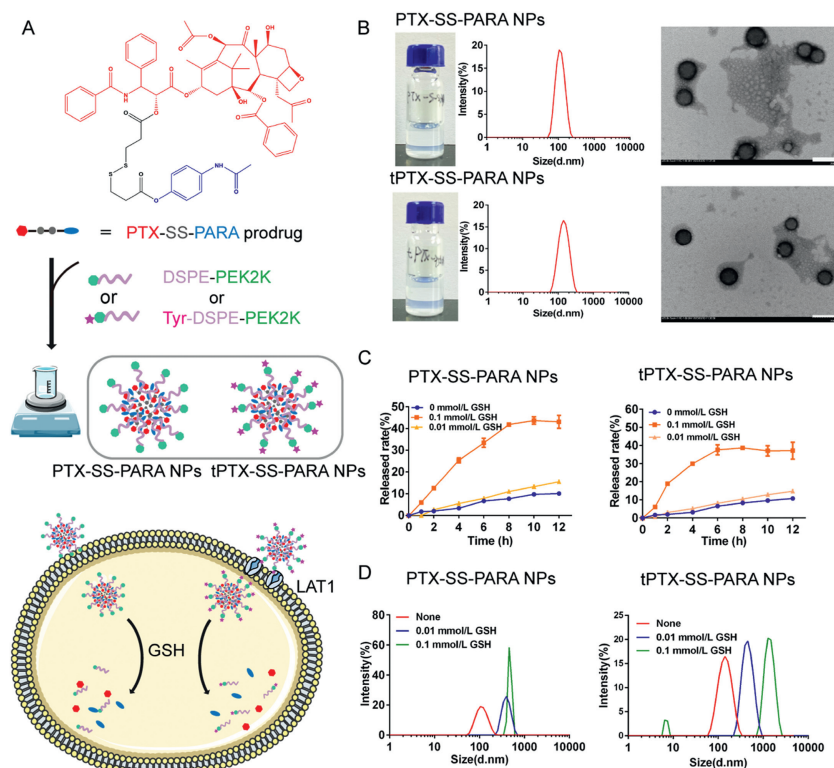 A
O
O
O
OH
O
O
NH
O
O
O
OH
O
O
O
O
O
S
S
O
O
H
N
O
= PTX-SS-PARA prodrug
DSPE-PEK2K
or or
Tyr-DSPE-PEK2K
PTX-SS-PARA NPs tPTX-SS-PARA NPs
LAT1
GSH
B
PTX-SS-PARA NPs
Intensity(%)
20
15
10
5
0
1 10 100 1000 10000
Size(d.nm)
tPTX-SS-PARA NPs
Intensity(%)
20
15
10
5
0
1 10 100 1000 10000
Size(d.nm)
C
PTX-SS-PARA NPs
Released rate(%)
0 mmol/L GSH
0.1 mmol/L GSH
0.01 mmol/L GSH
50
40
30
20
10
0
0 2 4 6 8 10 12
Time (h)
tPTX-SS-PARA NPs
Released rate(%)
0 mmol/L GSH
0.1 mmol/L GSH
0.01 mmol/L GSH
60
50
40
30
20
10
0
0 2 4 6 8 10 12
Time (h)
D
PTX-SS-PARA NPs
Intensity(%)
None
0.01 mmol/L GSH
0.1 mmol/L GSH
80
60
40
20
0
1 10 100 1000 10000
Size(d.nm)
tPTX-SS-PARA NPs
Intensity(%)
None
0.01 mmol/L GSH
0.1 mmol/L GSH
25
20
15
10
5
0
1 10 100 1000 10000
Size(d.nm)